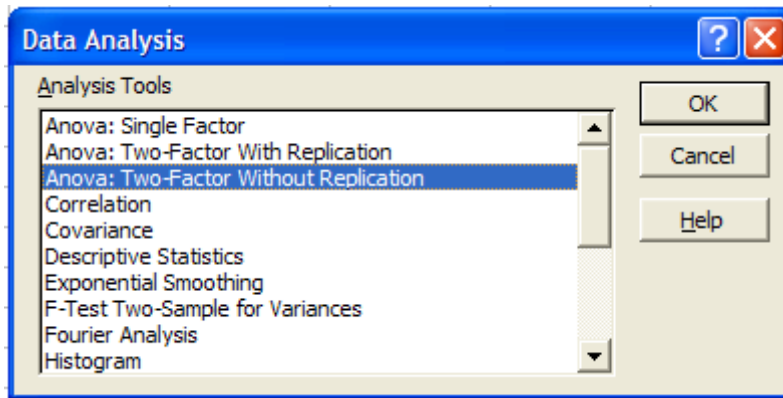 Data Analysis
Analysis Tools
Anova: Single Factor
Anova: Two-Factor With Replication
Anova: Two-Factor Without Replication
Correlation
Covariance
Descriptive Statistics
Exponential Smoothing
F-Test Two-Sample for Variances
Fourier Analysis
Histogram
OK
Cancel
Help